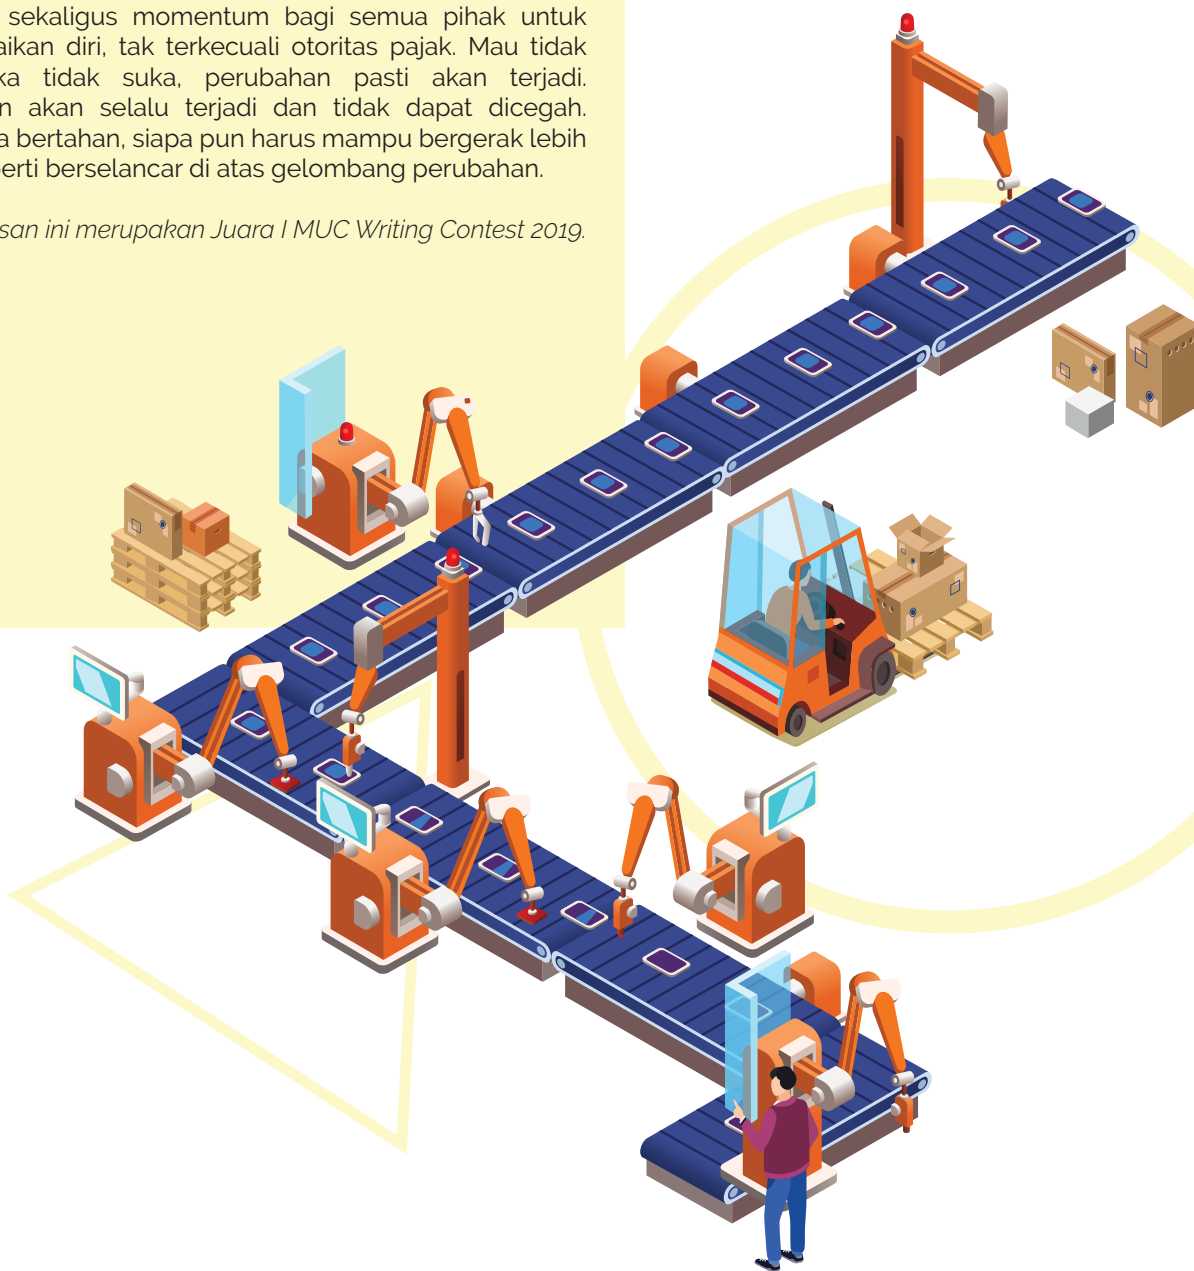 sekaligus momentum bagi semua pihak untuk
aikan diri, tak terkecuali otoritas pajak. Mau tidak
ka tidak suka, perubahan pasti akan terjadi.
n akan selalu terjadi dan tidak dapat dicegah.
a bertahan, siapa pun harus mampu bergerak lebih
perti berselancar di atas gelombang perubahan.
san ini merupakan Juara I MUC Writing Contest 2019.